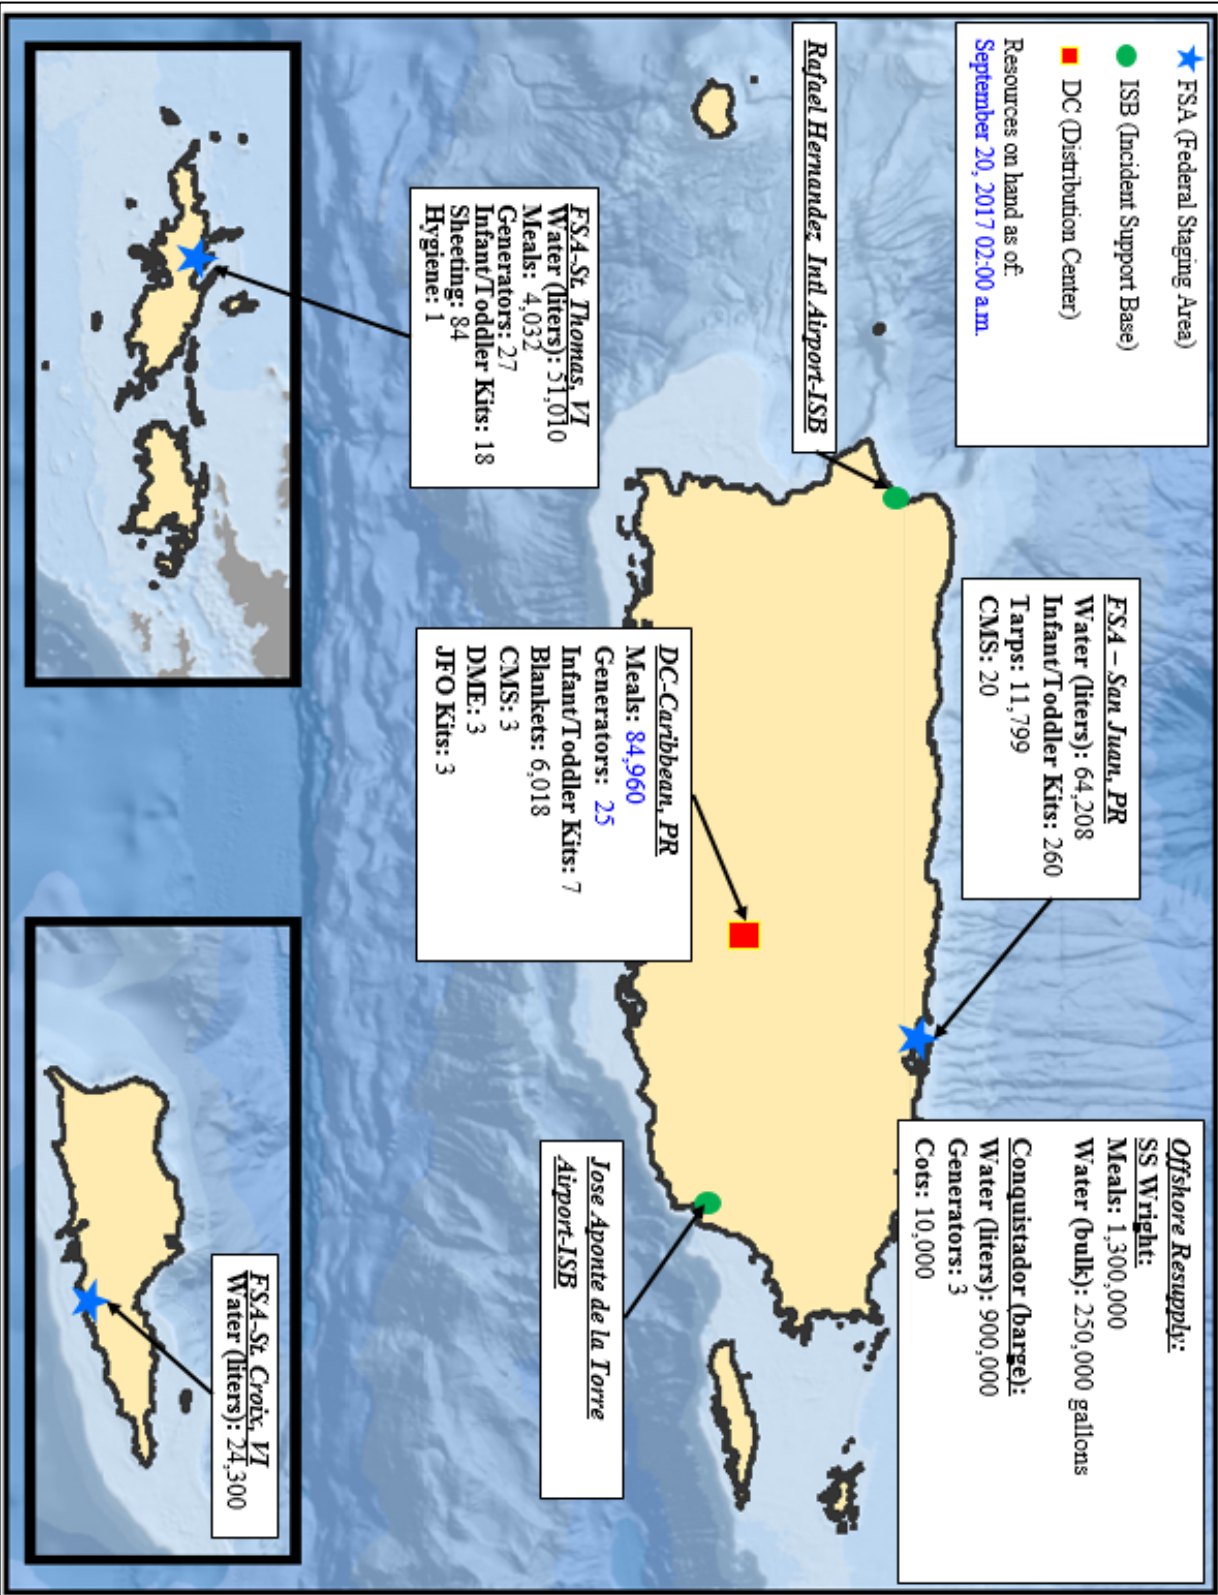 FSA (Federal Staging Area)
ISB (Incident Support Base)
DC (Distribution Center)
Resources on hand as of:
September 20, 2017 02:00 a.m.
FSA – San Juan, PR
Water (liters): 64,208
Infant/Toddler Kits: 260
Tarps: 11,799
CMS: 20
Offshore Resupply:
SS Wright:
Meals: 1,300,000
Water (bulk): 250,000 gallons
Conquistador (barge):
Water (liters): 900,000
Generators: 3
Cots: 10,000
Rafael Hernandez Intl. Airport-ISB
DC-Caribbean, PR
Meals: 84,960
Generators: 25
Infant/Toddler Kits: 7
Blankets: 6,018
CMS: 3
DME: 3
JFO Kits: 3
Jose Aponte de la Torre
Airport-ISB
FSA-St. Thomas, VI
Water (liters): 51,010
Meals: 4,032
Generators: 27
Infant/Toddler Kits: 18
Sheeting: 84
Hygiene: 1
FSA-St. Croix, VI
Water (liters): 24,300